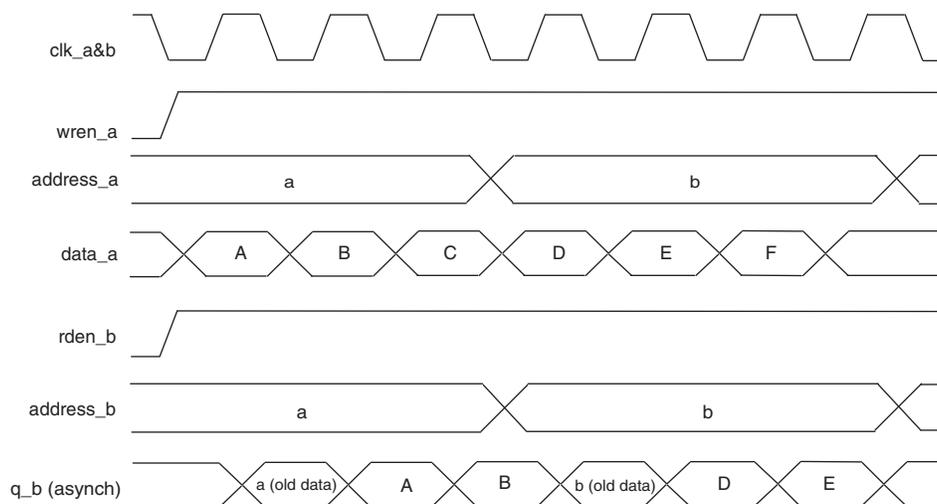 clk_a&b
wren_a
address_a a b
data_a A B C D E F
rden_b
address_b a b
q_b (asynch) a (old data) A B b (old data) D E